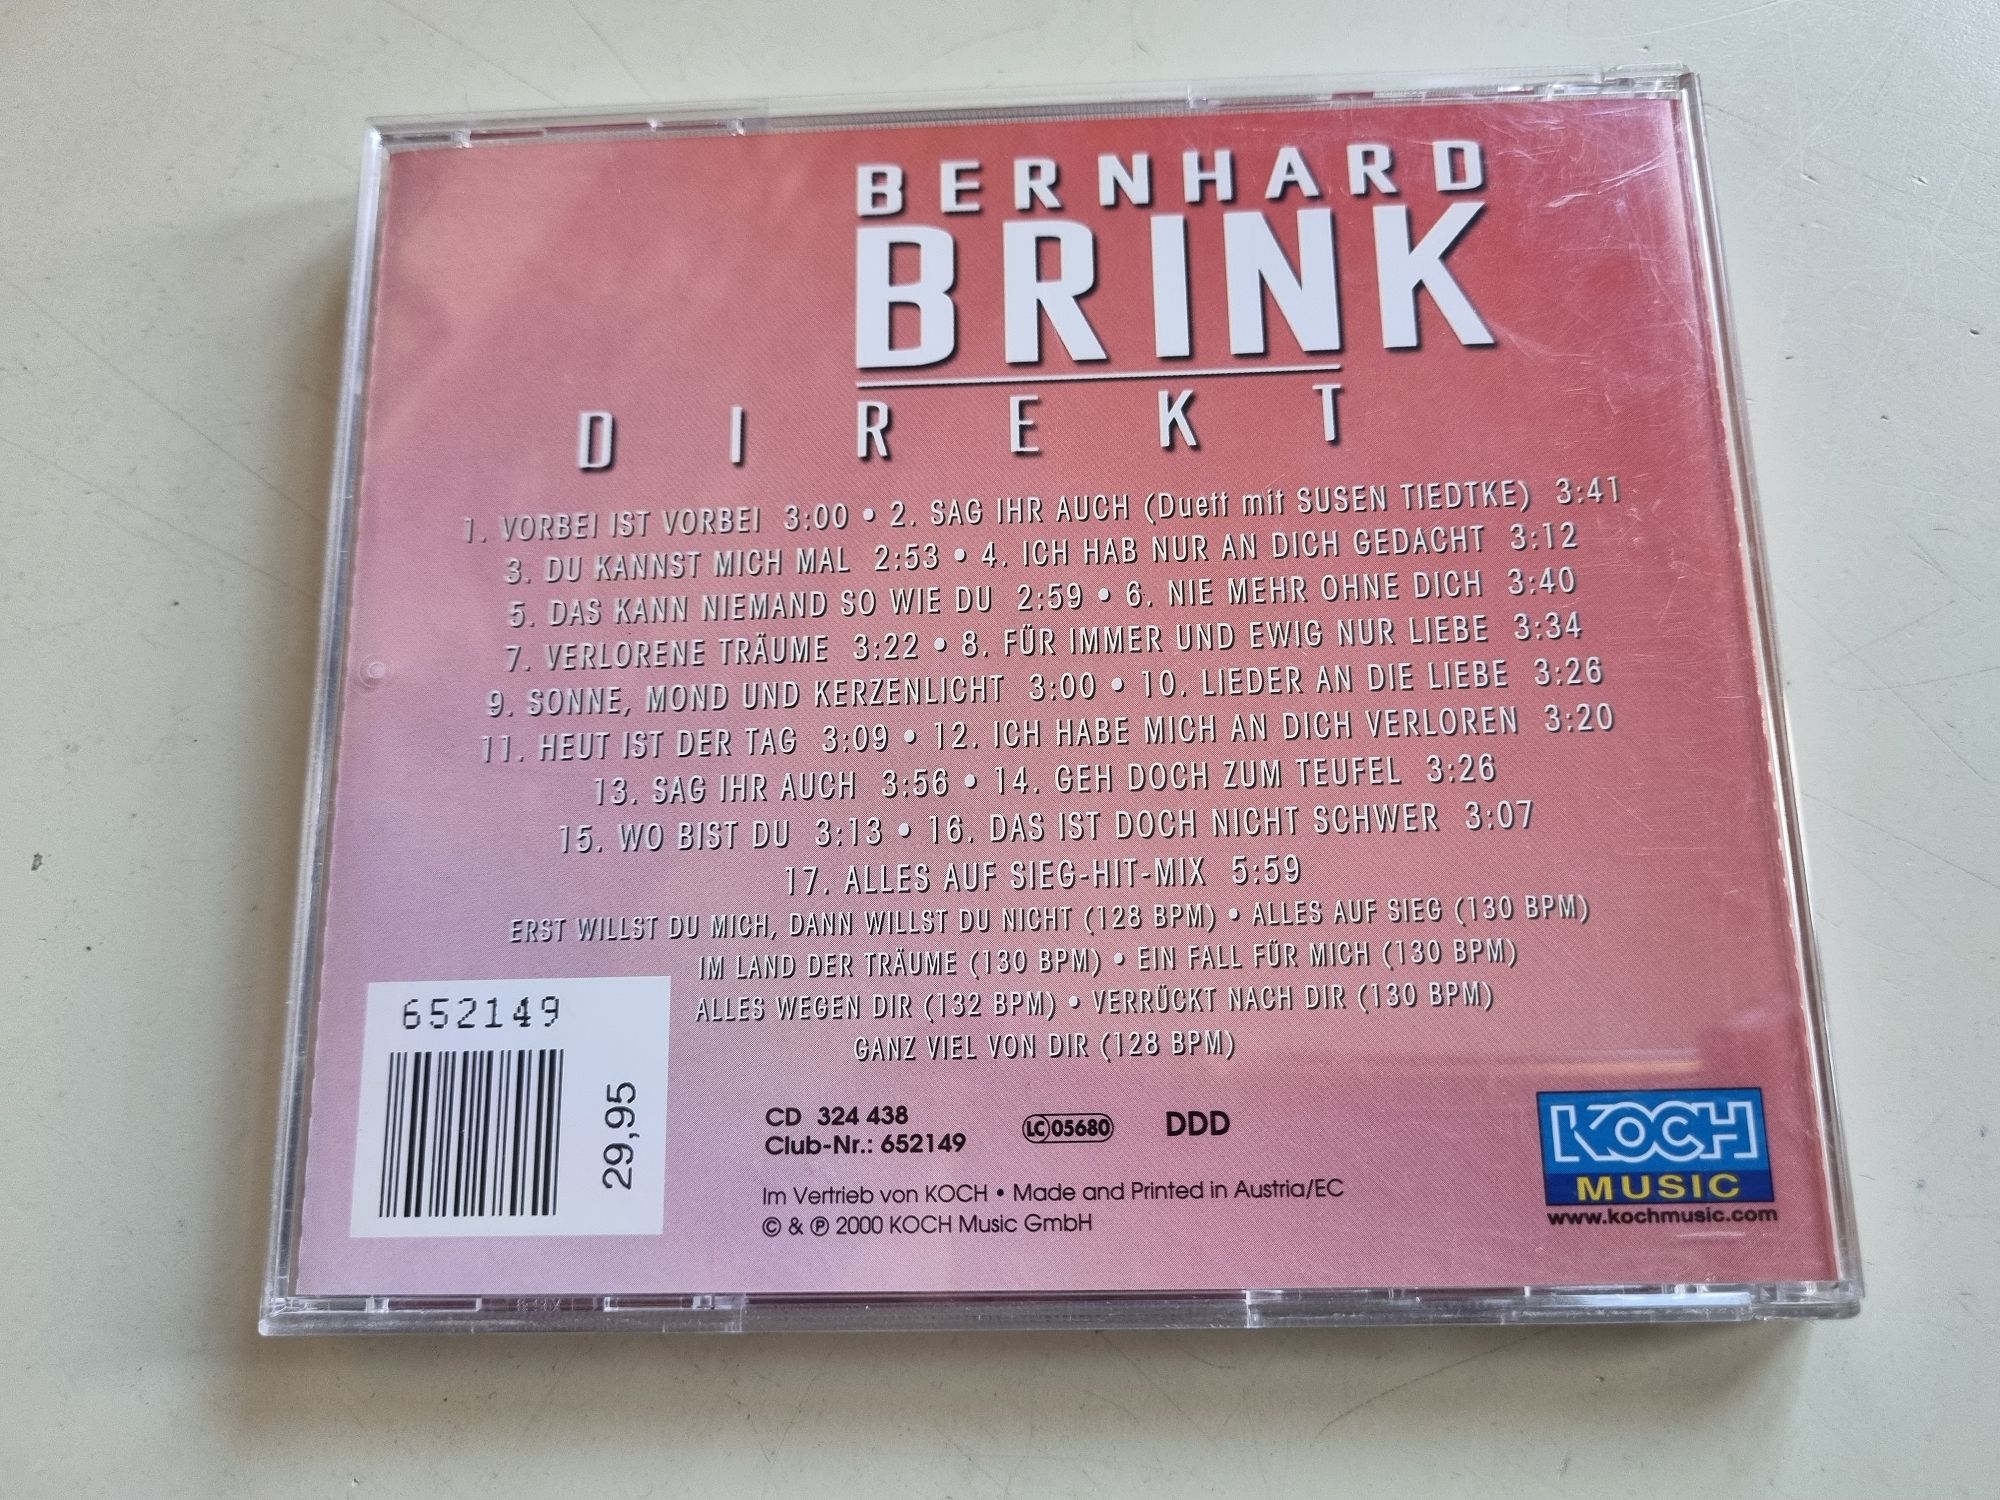 BERNHARD
BRINK
DIREKT
1. VORBEI IST VORBEI 3:00 • 2. SAG IHR AUCH (Duett mit SUSEN TIEDTKE) 3:41
3. DU KANNST MICH MAL 2:53 • 4. ICH HAB NUR AN DICH GEDACHT 3:12
5. DAS KANN NIEMAND SO WIE DU 2:59 • 6. NIE MEHR OHNE DICH 3:40
7. VERLORENE TRÄUME 3:22 • 8. FÜR IMMER UND EWIG NUR LIEBE 3:34
9. SONNE, MOND UND KERZENLICHT 3:00 • 10. LIEDER AN DIE LIEBE 3:26
11. HEUT IST DER TAG 3:09 • 12. ICH HABE MICH AN DICH VERLOREN 3:20
13. SAG IHR AUCH 3:56 • 14. GEH DOCH ZUM TEUFEL 3:26
15. WO BIST DU 3:13 • 16. DAS IST DOCH NICHT SCHWER 3:07
17. ALLES AUF SIEG-HIT-MIX 5:59
ERST WILLST DU MICH, DANN WILLST DU NICHT (128 BPM) • ALLES AUF SIEG (130 BPM)
IM LAND DER TRÄUME (130 BPM) • EIN FALL FÜR MICH (130 BPM)
ALLES WEGEN DIR (132 BPM) • VERRÜCKT NACH DIR (130 BPM)
GANZ VIEL VON DIR (128 BPM)
652149
29,95
CD 324 438
Club-Nr.: 652149
LC 05680
DDD
Im Vertrieb von KOCH • Made and Printed in Austria/EC
© & ℗ 2000 KOCH Music GmbH
KOCH
MUSIC
www.kochmusic.com